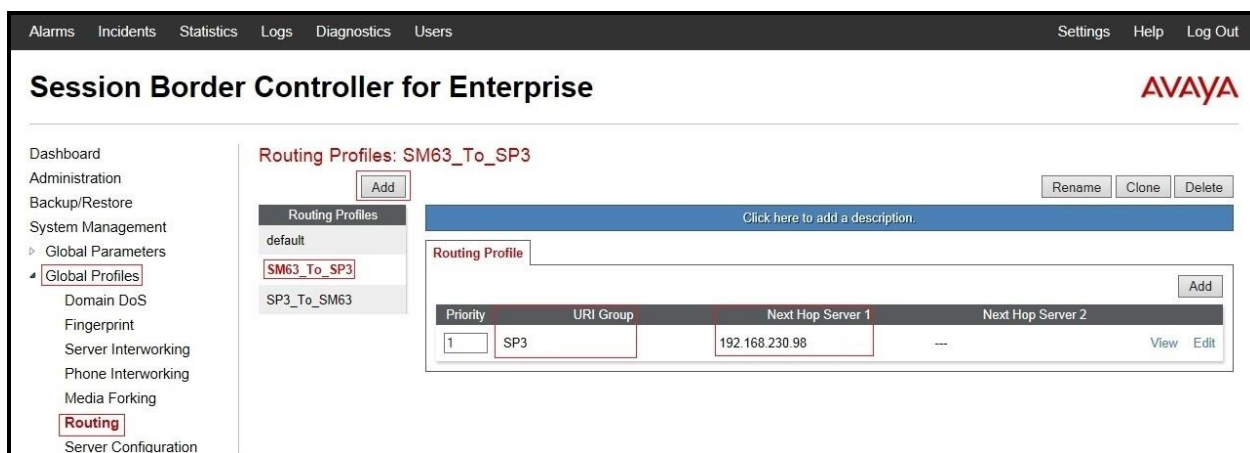 Alarms Incidents Statistics Logs Diagnostics Users Settings Help Log Out
Session Border Controller for Enterprise
AVAYA
Dashboard
Administration
Backup/Restore
System Management
Global Parameters
Global Profiles
Domain DoS
Fingerprint
Server Interworking
Phone Interworking
Media Forking
Routing
Server Configuration
Routing Profiles: SM63_To_SP3
Add
Rename Clone Delete
Routing Profiles
default
SM63_To_SP3
SP3_To_SM63
Click here to add a description.
Routing Profile
Add
Priority URI Group Next Hop Server 1 Next Hop Server 2
1 SP3 192.168.230.98 --- View Edit